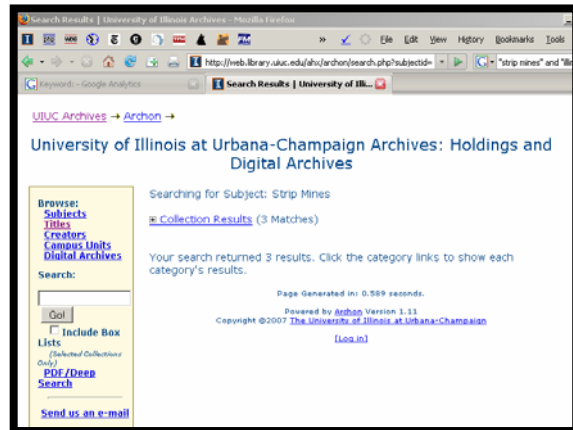 Search Results | University of Illinois Archives - Mozilla Firefox
File Edit View History Bookmarks Tools
http://web.library.uiuc.edu/ahx/archon/search.php?subjectid=
"strip mines" and "Ill
Keywords - Google Analytics
Search Results | University of Illi...
UIUC Archives → Archon →
University of Illinois at Urbana-Champaign Archives: Holdings and
Digital Archives
Browse:
Subjects
Titles
Creators
Campus Units
Digital Archives
Search:
Go!
Include Box
Lists
(Selected Collections
Only)
PDF/Deep
Search
Send us an e-mail
Searching for Subject: Strip Mines
Collection Results (3 Matches)
Your search returned 3 results. Click the category links to show each
category's results.
Page Generated in: 0.589 seconds.
Powered by Archon Version 1.11
Copyright ©2007 The University of Illinois at Urbana-Champaign
[Log in]